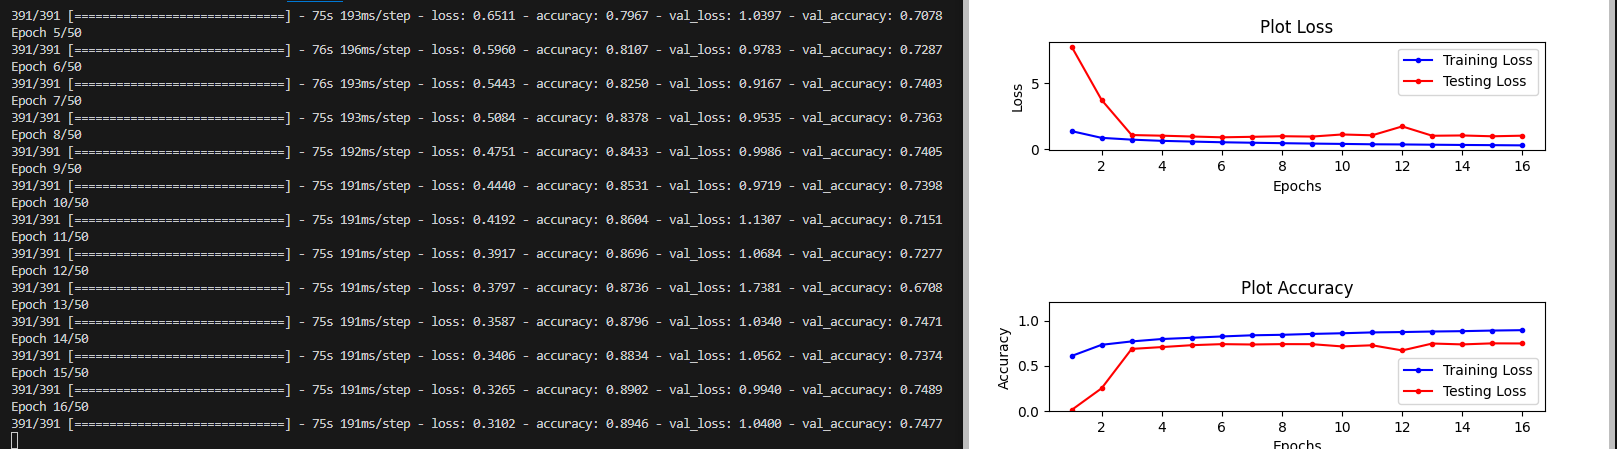 391/391 [==============================] - 75s 193ms/step - loss: 0.6511 - accuracy: 0.7967 - val_loss: 1.0397 - val_accuracy: 0.7078
Epoch 5/50
391/391 [==============================] - 76s 196ms/step - loss: 0.5960 - accuracy: 0.8107 - val_loss: 0.9783 - val_accuracy: 0.7287
Epoch 6/50
391/391 [==============================] - 76s 193ms/step - loss: 0.5443 - accuracy: 0.8250 - val_loss: 0.9167 - val_accuracy: 0.7403
Epoch 7/50
391/391 [==============================] - 75s 193ms/step - loss: 0.5084 - accuracy: 0.8378 - val_loss: 0.9535 - val_accuracy: 0.7363
Epoch 8/50
391/391 [==============================] - 75s 192ms/step - loss: 0.4751 - accuracy: 0.8433 - val_loss: 0.9986 - val_accuracy: 0.7405
Epoch 9/50
391/391 [==============================] - 75s 191ms/step - loss: 0.4440 - accuracy: 0.8531 - val_loss: 0.9719 - val_accuracy: 0.7398
Epoch 10/50
391/391 [==============================] - 75s 191ms/step - loss: 0.4192 - accuracy: 0.8604 - val_loss: 1.1307 - val_accuracy: 0.7151
Epoch 11/50
391/391 [==============================] - 75s 191ms/step - loss: 0.3917 - accuracy: 0.8696 - val_loss: 1.0684 - val_accuracy: 0.7277
Epoch 12/50
391/391 [==============================] - 75s 191ms/step - loss: 0.3797 - accuracy: 0.8736 - val_loss: 1.7381 - val_accuracy: 0.6708
Epoch 13/50
391/391 [==============================] - 75s 191ms/step - loss: 0.3587 - accuracy: 0.8796 - val_loss: 1.0340 - val_accuracy: 0.7471
Epoch 14/50
391/391 [==============================] - 75s 191ms/step - loss: 0.3406 - accuracy: 0.8834 - val_loss: 1.0562 - val_accuracy: 0.7374
Epoch 15/50
391/391 [==============================] - 75s 191ms/step - loss: 0.3265 - accuracy: 0.8902 - val_loss: 0.9940 - val_accuracy: 0.7489
Epoch 16/50
391/391 [==============================] - 75s 191ms/step - loss: 0.3102 - accuracy: 0.8946 - val_loss: 1.0400 - val_accuracy: 0.7477
Plot Loss
Training Loss
Testing Loss
Loss
5
0
2 4 6 8 10 12 14 16
Epochs
Plot Accuracy
Accuracy
1.0
0.5
0.0
Training Loss
Testing Loss
2 4 6 8 10 12 14 16
Epochs